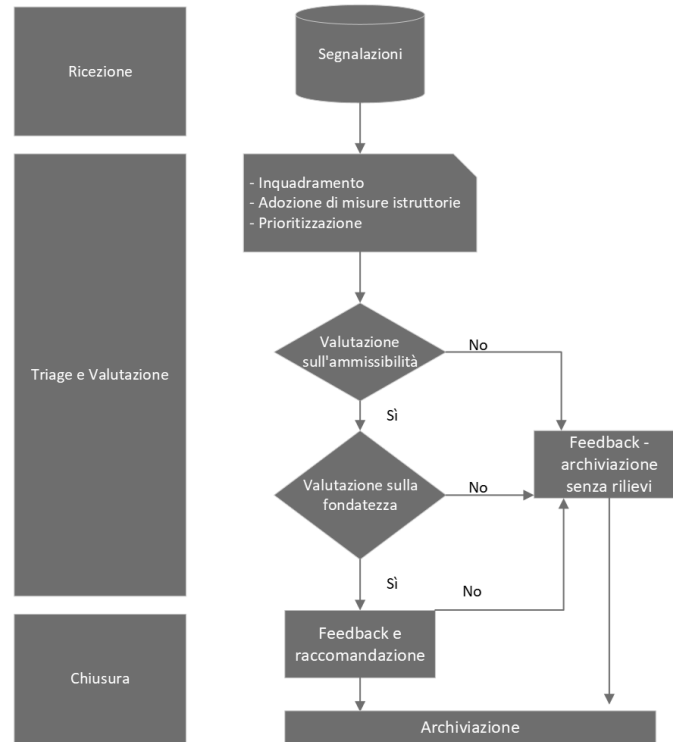 Ricezione
Segnalazioni
- Inquadramento
- Adozione di misure istruttorie
- Prioritizzazione
Triage e Valutazione
Valutazione
sull'ammissibilità
No
Sì
Feedback -
archiviazione
senza rilievi
Valutazione sulla
fondatezza
No
Sì
No
Feedback e
raccomandazione
Chiusura
Archiviazione